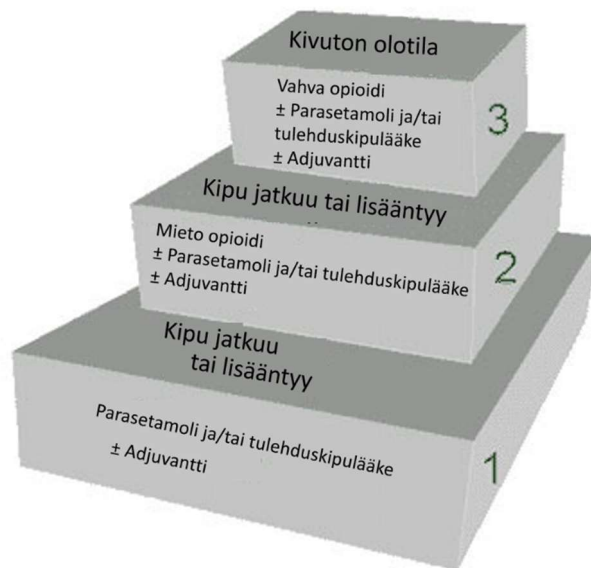 Kivuton olotila
Vahva opioidi
± Parasetamoli ja/tai
tulehduskipulääke
± Adjuvantti
3
Kipu jatkuu tai lisääntyy
Mieto opioidi
± Parasetamoli ja/tai tulehduskipulääke
± Adjuvantti
2
Kipu jatkuu
tai lisääntyy
Parasetamoli ja/tai tulehduskipulääke
± Adjuvantti
1